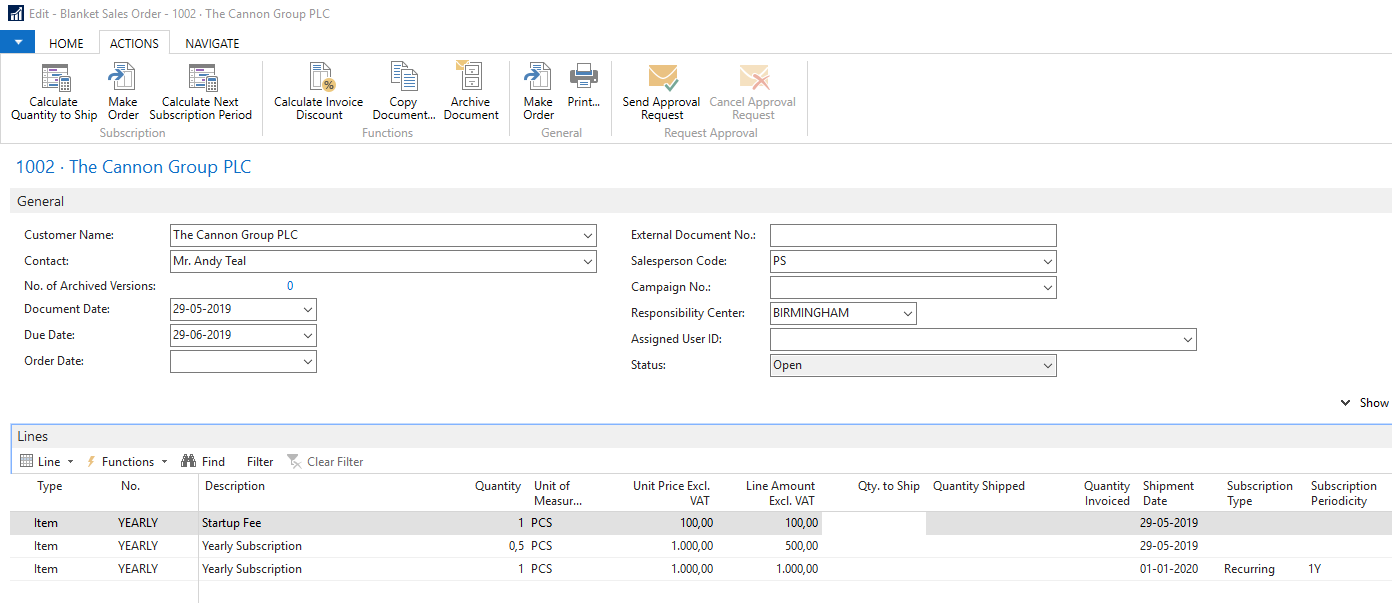 Edit - Blanket Sales Order - 1002 · The Cannon Group PLC
HOME ACTIONS NAVIGATE
Calculate Quantity to Ship
Make Order
Calculate Next Subscription Period
Subscription
Calculate Invoice Discount
Copy Document...
Archive Document
Functions
Make Order
Print...
General
Send Approval Request
Cancel Approval Request
Request Approval
1002 · The Cannon Group PLC
General
Customer Name: The Cannon Group PLC
Contact: Mr. Andy Teal
No. of Archived Versions: 0
Document Date: 29-05-2019
Due Date: 29-06-2019
Order Date:
External Document No.:
Salesperson Code: PS
Campaign No.:
Responsibility Center: BIRMINGHAM
Assigned User ID:
Status: Open
Show
Lines
Line Functions Find Filter Clear Filter
Type No. Description Quantity Unit of Measur... Unit Price Excl. VAT Line Amount Excl. VAT Qty. to Ship Quantity Shipped Quantity Invoiced Shipment Date Subscription Type Subscription Periodicity
Item YEARLY Startup Fee 1 PCS 100,00 100,00 29-05-2019
Item YEARLY Yearly Subscription 0,5 PCS 1.000,00 500,00 29-05-2019
Item YEARLY Yearly Subscription 1 PCS 1.000,00 1.000,00 01-01-2020 Recurring 1Y